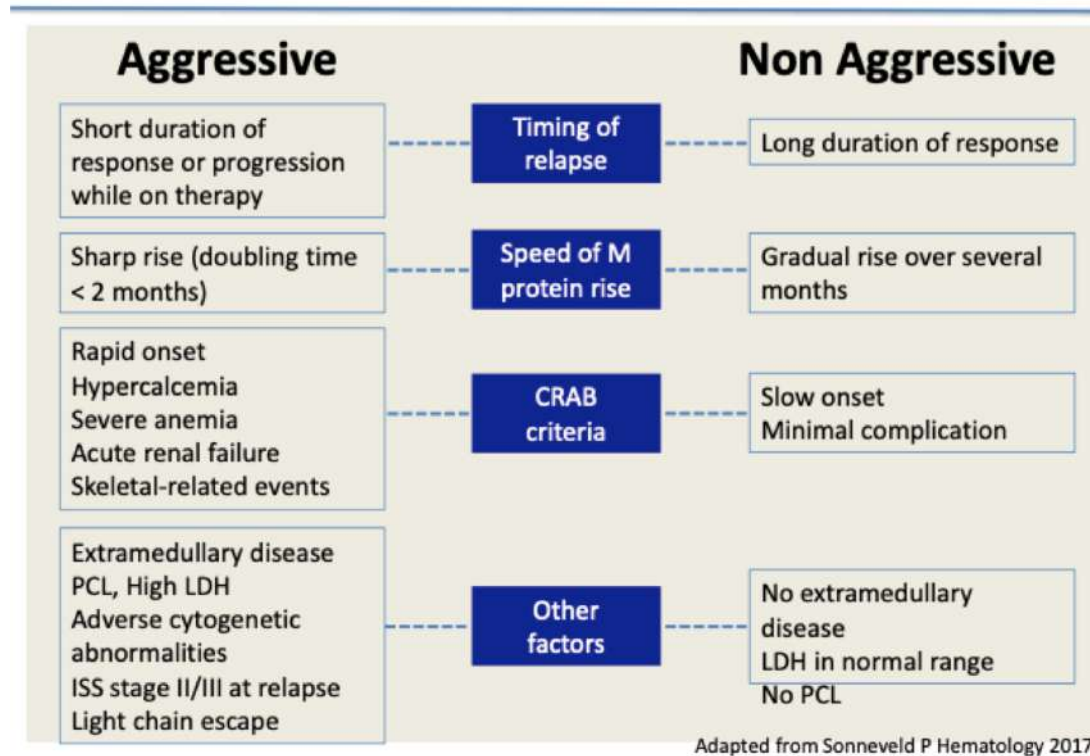 Aggressive
Non Aggressive
Short duration of
response or progression
while on therapy
Timing of
relapse
Long duration of response
Sharp rise (doubling time
< 2 months)
Speed of M
protein rise
Gradual rise over several
months
Rapid onset
Hypercalcemia
Severe anemia
Acute renal failure
Skeletal-related events
CRAB
criteria
Slow onset
Minimal complication
Extramedullary disease
PCL, High LDH
Adverse cytogenetic
abnormalities
ISS stage II/III at relapse
Light chain escape
Other
factors
No extramedullary
disease
LDH in normal range
No PCL
Adapted from Sonneveld P Hematology 2017